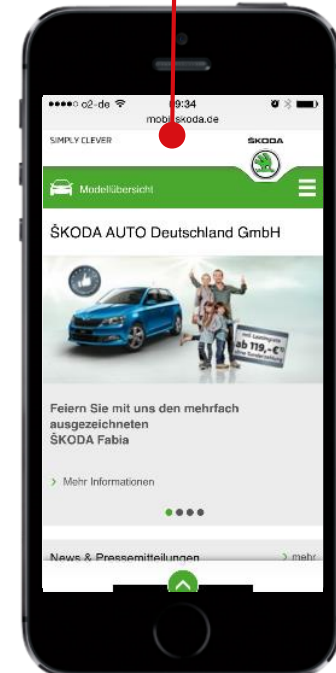 o2-de 09:34
mobil.skoda.de
SIMPLY CLEVER ŠKODA
Modellübersicht
ŠKODA AUTO Deutschland GmbH
ab 119,-€
Feiern Sie mit uns den mehrfach
ausgezeichneten
ŠKODA Fabia
Mehr Informationen
News & Pressemitteilungen mehr